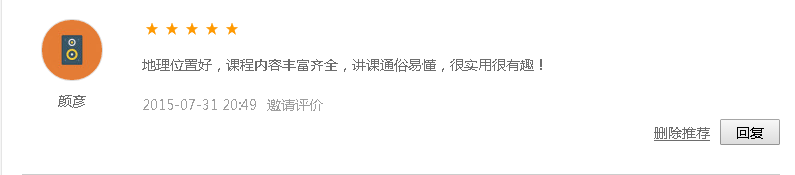 地理位置好，课程内容丰富齐全，讲课通俗易懂，很实用很有趣！
颜彦
2015-07-31 20:49 邀请评价
删除推荐 回复